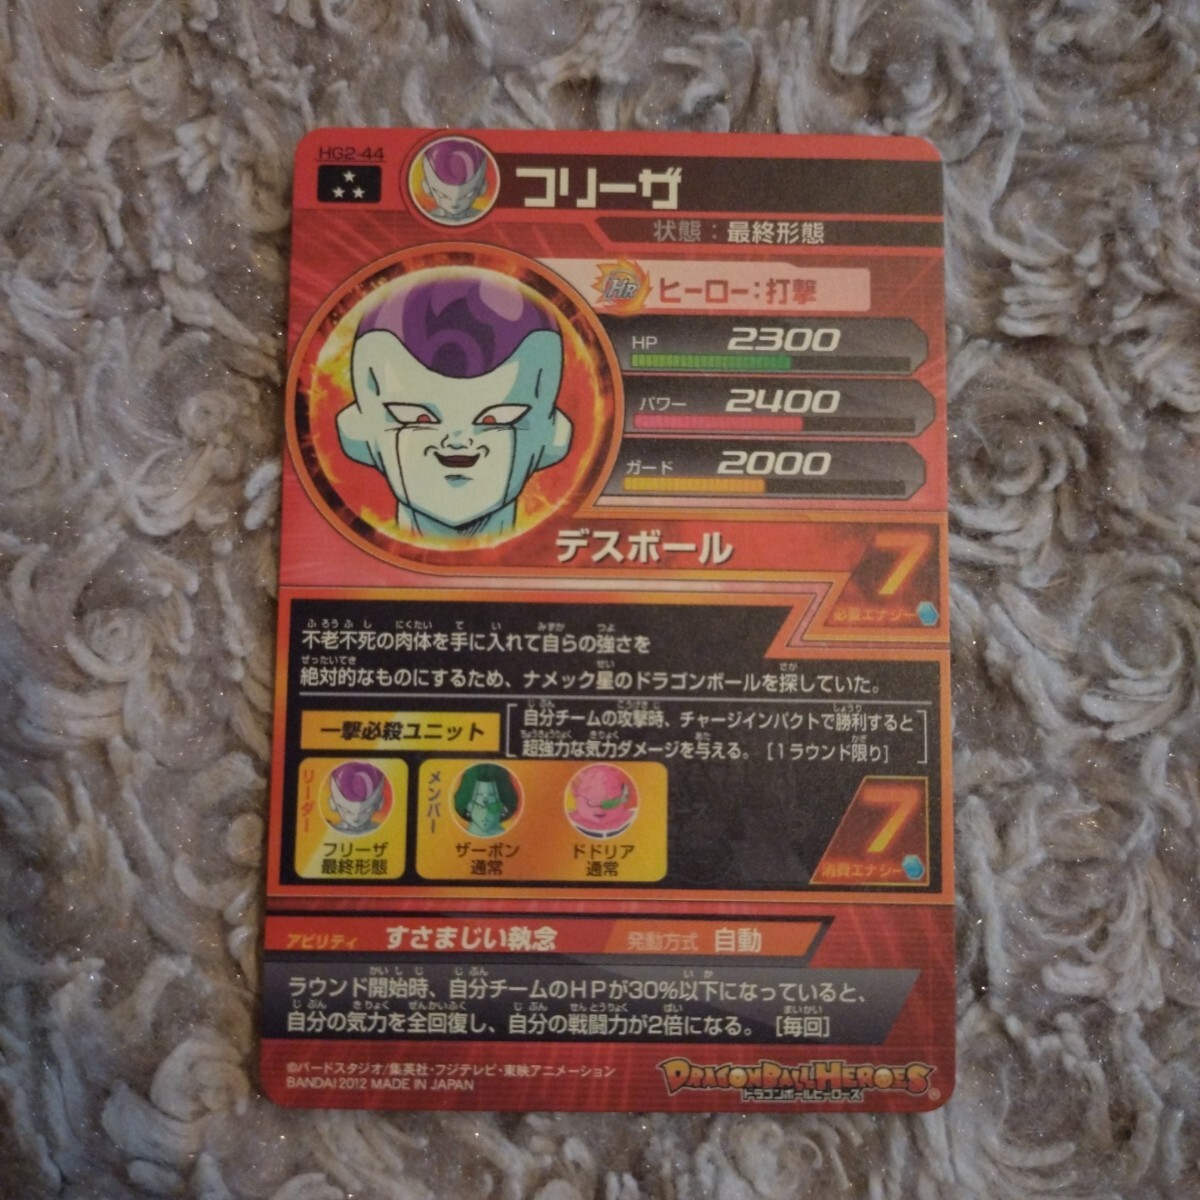 HG2-44
フリーザ
状態：最終形態
HR ヒーロー：打撃
HP 2300
パワー 2400
ガード 2000
デスボール
7
必要エナジー
不老不死の肉体を手に入れて自らの強さを
絶対的なものにするため、ナメック星のドラゴンボールを探していた。
一撃必殺ユニット
自分チームの攻撃時、チャージインパクトで勝利すると
超強力な気力ダメージを与える。［1ラウンド限り］
リーダー
フリーザ
最終形態
メンバー
ザーボン
通常
ドドリア
通常
7
消費エナジー
アビリティ すさまじい執念 発動方式 自動
ラウンド開始時、自分チームのHPが30%以下になっていると、
自分の気力を全回復し、自分の戦闘力が2倍になる。［毎回］
©バードスタジオ/集英社・フジテレビ・東映アニメーション
BANDAI 2012 MADE IN JAPAN
DRAGONBALL HEROES
ドラゴンボールヒーローズ